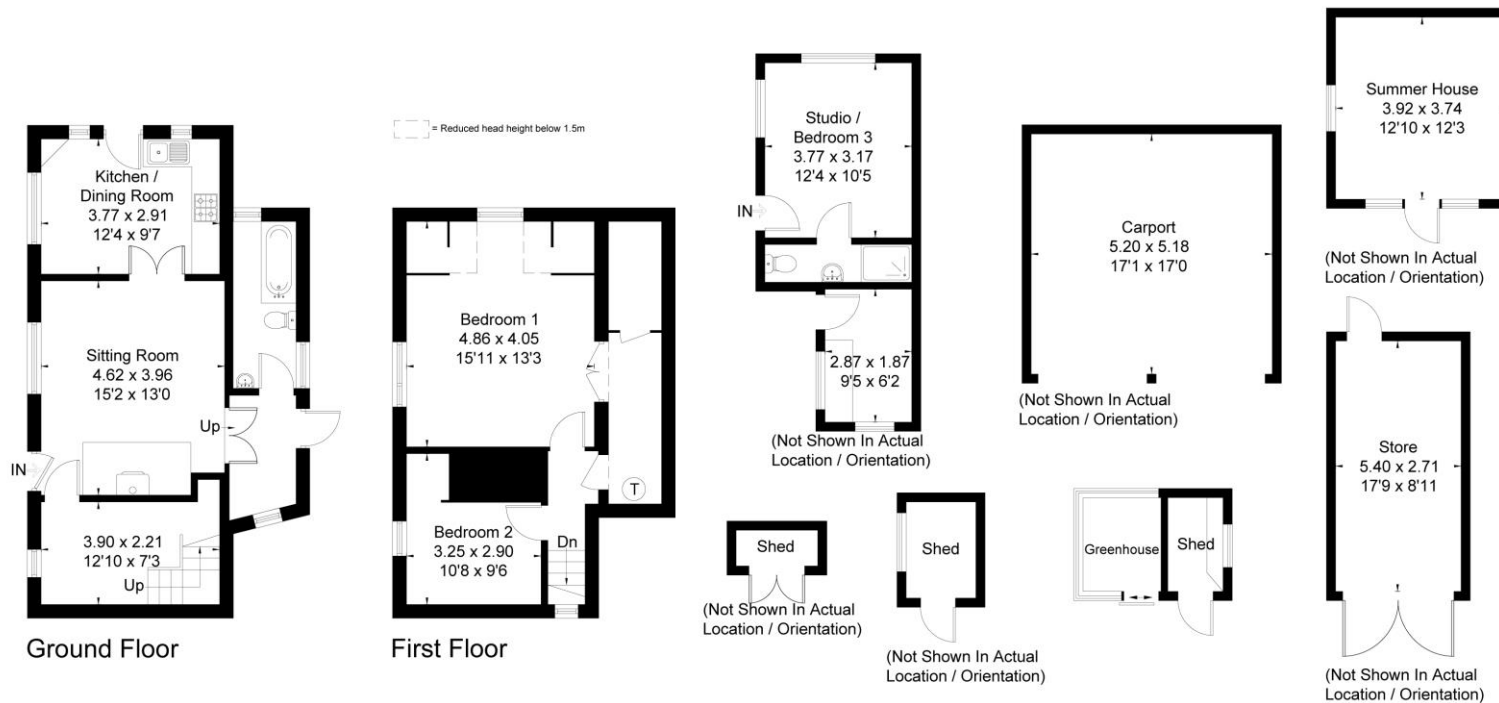 Kitchen /
Dining Room
3.77 x 2.91
12'4 x 9'7
Sitting Room
4.62 x 3.96
15'2 x 13'0
Up
IN
3.90 x 2.21
12'10 x 7'3
Up
Ground Floor
= Reduced head height below 1.5m
Bedroom 1
4.86 x 4.05
15'11 x 13'3
T
Bedroom 2
3.25 x 2.90
10'8 x 9'6
Dn
First Floor
Studio /
Bedroom 3
3.77 x 3.17
12'4 x 10'5
IN
2.87 x 1.87
9'5 x 6'2
(Not Shown In Actual
Location / Orientation)
Shed
(Not Shown In Actual
Location / Orientation)
Shed
(Not Shown In Actual
Location / Orientation)
Carport
5.20 x 5.18
17'1 x 17'0
(Not Shown In Actual
Location / Orientation)
Greenhouse
Shed
Summer House
3.92 x 3.74
12'10 x 12'3
(Not Shown In Actual
Location / Orientation)
Store
5.40 x 2.71
17'9 x 8'11
(Not Shown In Actual
Location / Orientation)